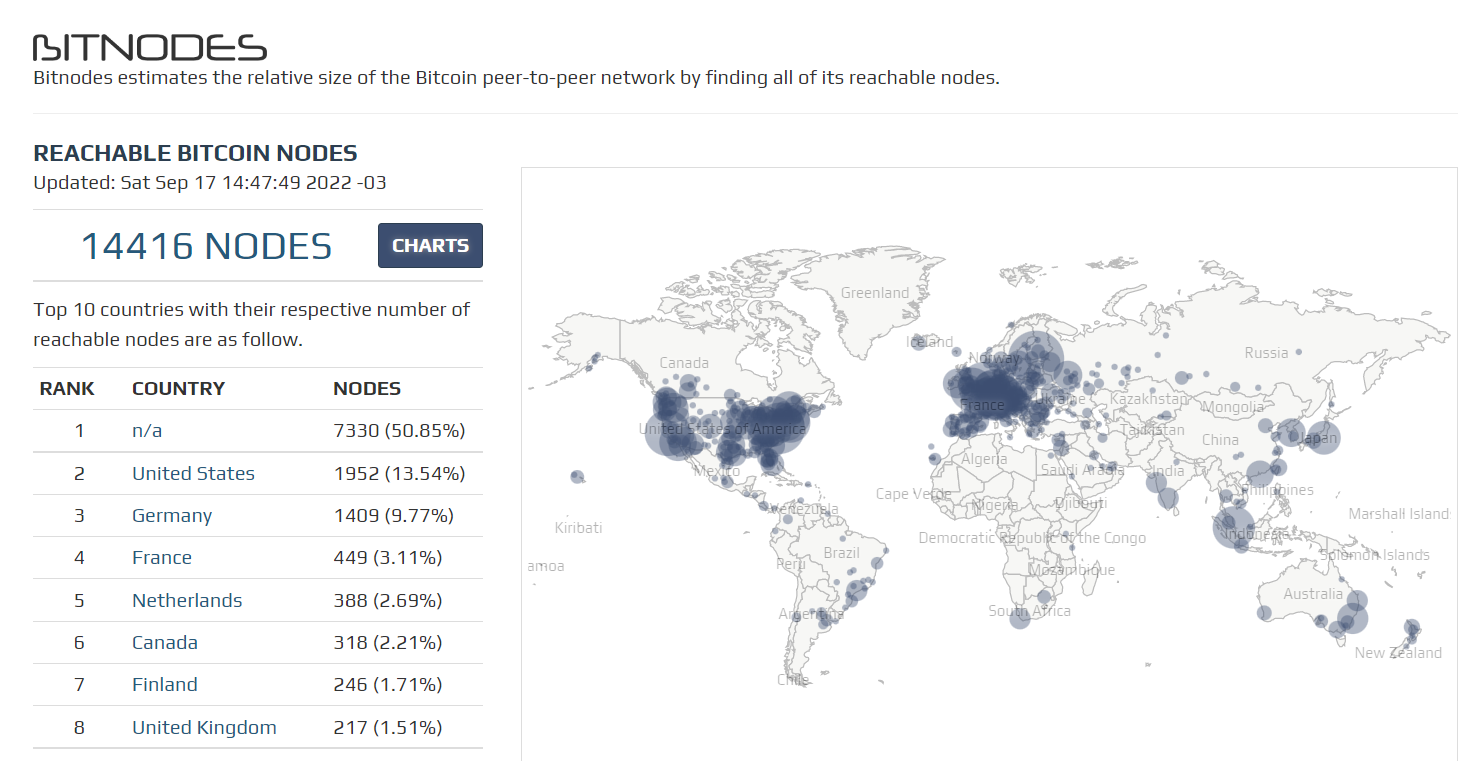 BITNODES
Bitnodes estimates the relative size of the Bitcoin peer-to-peer network by finding all of its reachable nodes.
REACHABLE BITCOIN NODES
Updated: Sat Sep 17 14:47:49 2022 -03
14416 NODES
CHARTS
Top 10 countries with their respective number of
reachable nodes are as follow.
RANK COUNTRY NODES
1 n/a 7330 (50.85%)
2 United States 1952 (13.54%)
3 Germany 1409 (9.77%)
4 France 449 (3.11%)
5 Netherlands 388 (2.69%)
6 Canada 318 (2.21%)
7 Finland 246 (1.71%)
8 United Kingdom 217 (1.51%)
Greenland
Iceland
Norway
Russia
Canada
France
Ukraine
Kazakhstan
Mongolia
United States of America
Tajikistan
China
Japan
Mexico
Algeria
Saudi Arabia
India
Cape Verde
Philippines
Venezuela
Nigeria
Djibouti
Marshall Islands
Kiribati
Democratic Republic of the Congo
Indonesia
Brazil
Solomon Islands
amoa
Peru
Mozambique
Australia
Argentina
South Africa
New Zealand
Chile